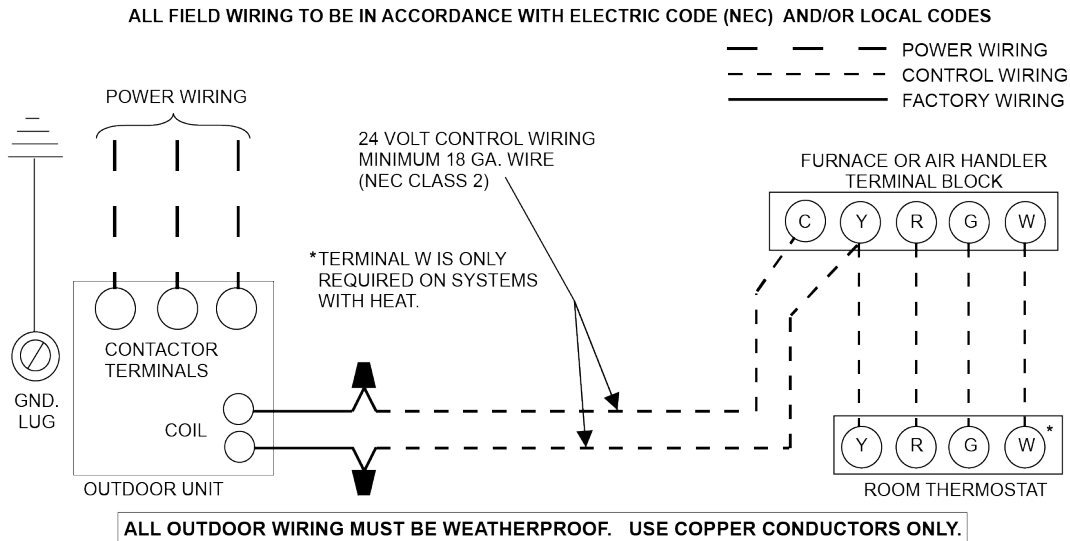 ALL FIELD WIRING TO BE IN ACCORDANCE WITH ELECTRIC CODE (NEC) AND/OR LOCAL CODES
POWER WIRING
CONTROL WIRING
FACTORY WIRING
POWER WIRING
24 VOLT CONTROL WIRING
MINIMUM 18 GA. WIRE
(NEC CLASS 2)
FURNACE OR AIR HANDLER
TERMINAL BLOCK
C Y R G W
*TERMINAL W IS ONLY
REQUIRED ON SYSTEMS
WITH HEAT.
CONTACTOR
TERMINALS
GND.
LUG
COIL
OUTDOOR UNIT
Y R G W *
ROOM THERMOSTAT
ALL OUTDOOR WIRING MUST BE WEATHERPROOF. USE COPPER CONDUCTORS ONLY.